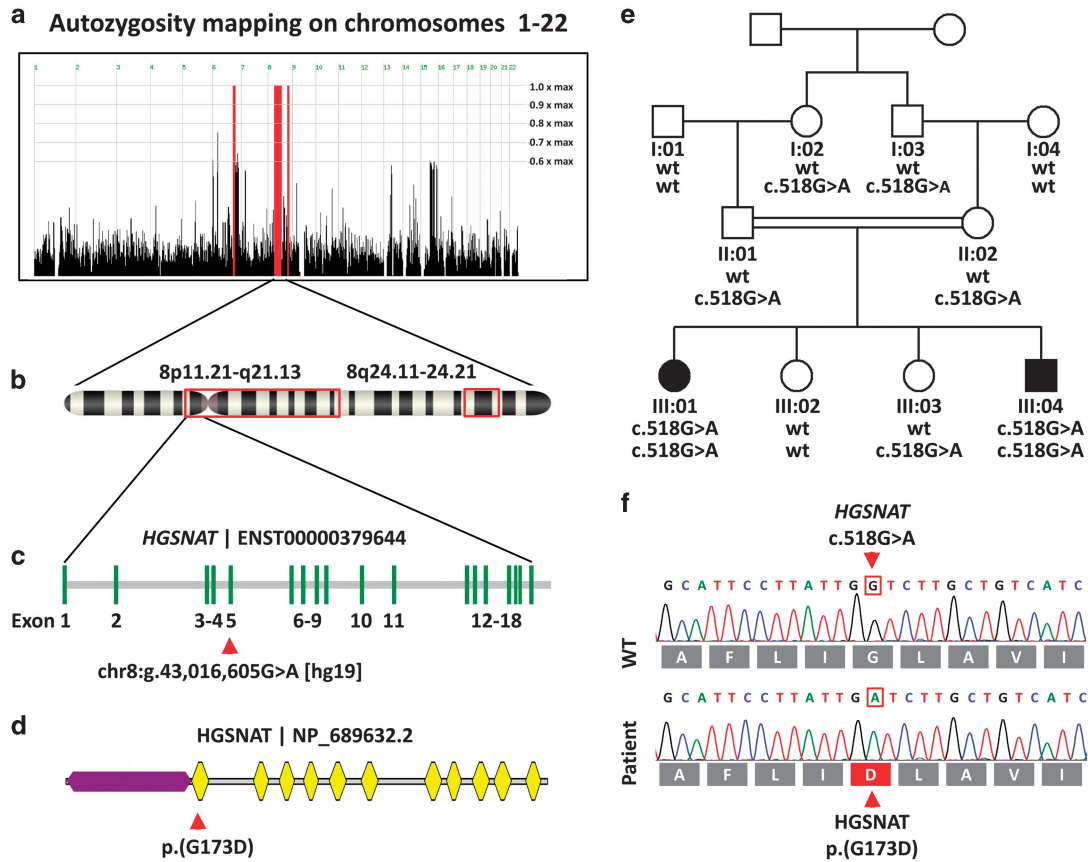 a
Autozygosity mapping on chromosomes 1-22
1 2 3 4 5 6 7 8 9 10 11 12 13 14 15 16 17 18 19 20 21 22
1.0 x max
0.9 x max
0.8 x max
0.7 x max
0.6 x max
b
8p11.21-q21.13 8q24.11-24.21
c
HGSNAT | ENST00000379644
Exon 1 2 3-4 5 6-9 10 11 12-18
chr8:g.43,016,605G>A [hg19]
d
HGSNAT | NP_689632.2
p.(G173D)
e
I:01 I:02 I:03 I:04
wt wt wt wt
wt c.518G>A c.518G>A wt
II:01 II:02
wt wt
c.518G>A c.518G>A
III:01 III:02 III:03 III:04
c.518G>A wt wt c.518G>A
c.518G>A wt c.518G>A c.518G>A
f
HGSNAT
c.518G>A
G C A T T C C T T A T T G G T C T T G C T G T C A T C
WT
A F L I G L A V I
G C A T T C C T T A T T G A T C T T G C T G T C A T C
Patient
A F L I D L A V I
HGSNAT
p.(G173D)